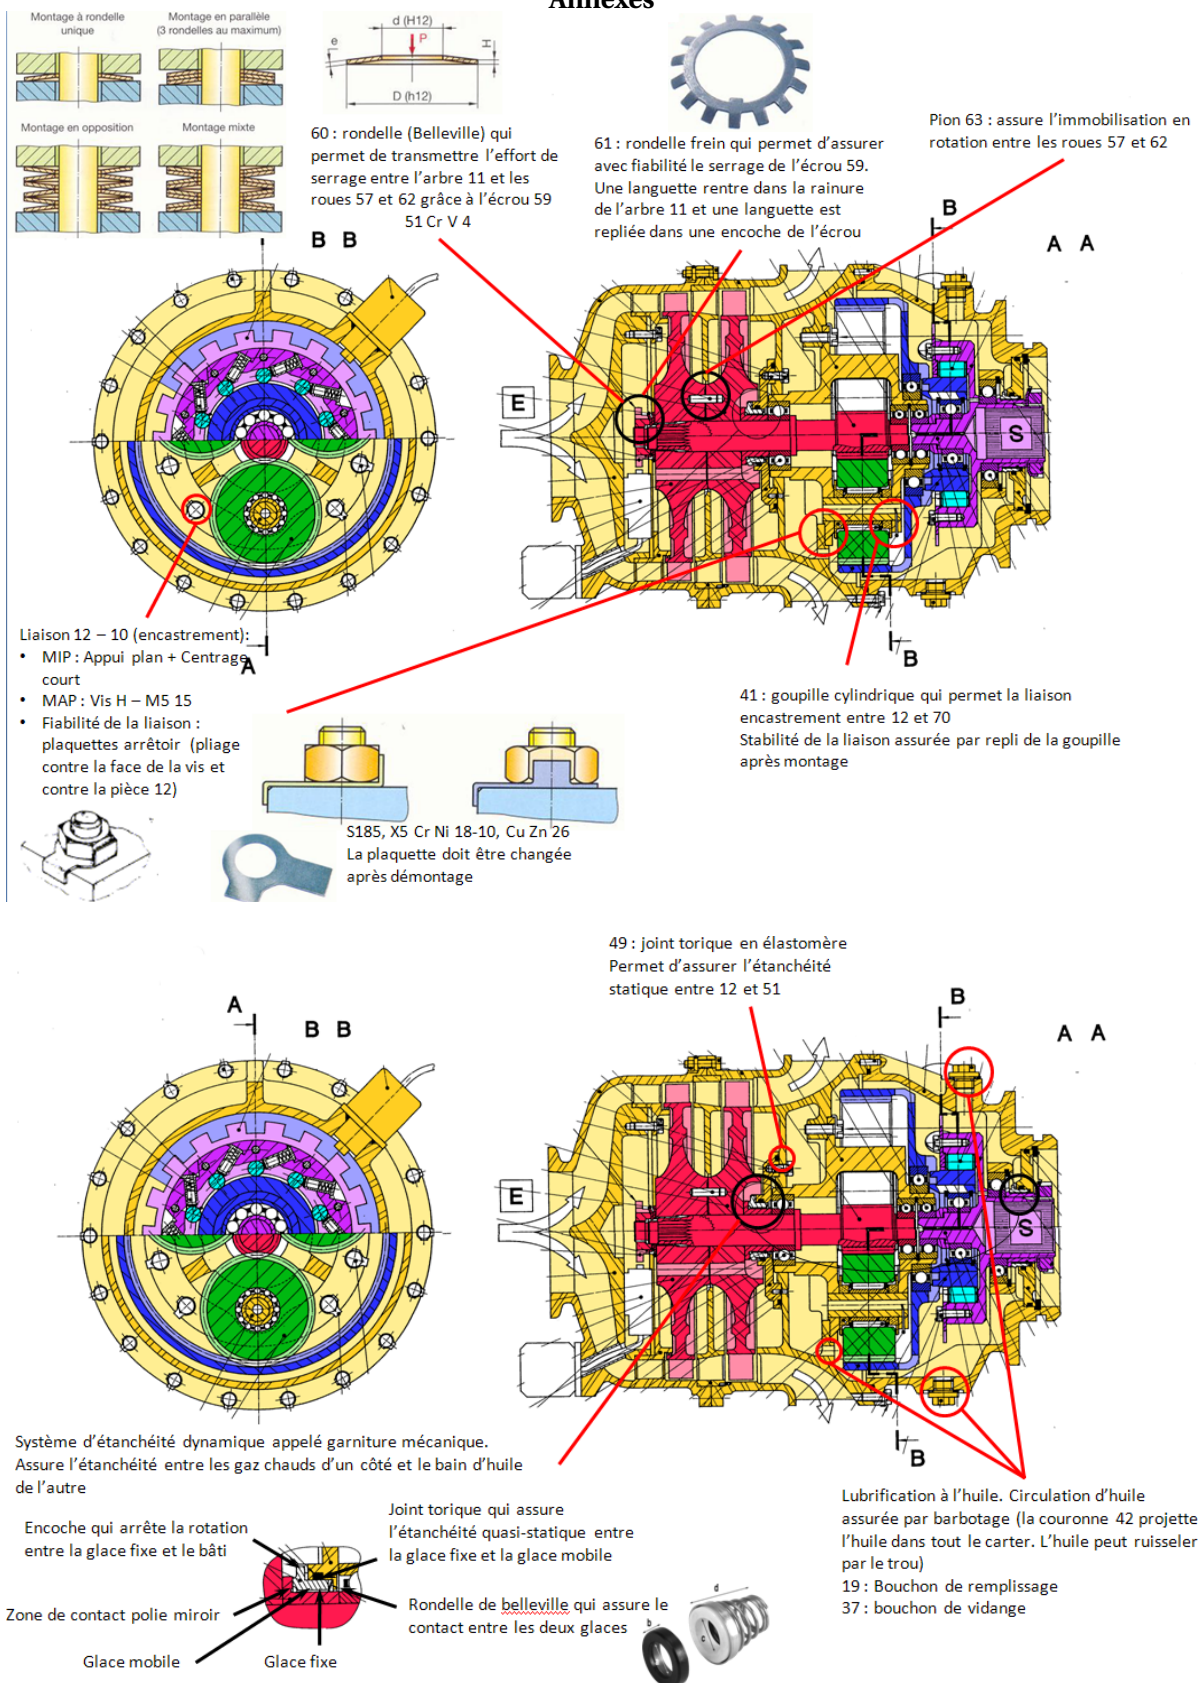 Annexes
Montage à rondelle
unique
Montage en parallèle
(3 rondelles au maximum)
Montage en opposition
Montage mixte
d (H12)
P
e
H
D (h12)
60 : rondelle (Belleville) qui
permet de transmettre l'effort de
serrage entre l'arbre 11 et les
roues 57 et 62 grâce à l'écrou 59
51 Cr V 4
61 : rondelle frein qui permet d'assurer
avec fiabilité le serrage de l'écrou 59.
Une languette rentre dans la rainure
de l'arbre 11 et une languette est
repliée dans une encoche de l'écrou
Pion 63 : assure l'immobilisation en
rotation entre les roues 57 et 62
B B
B
A A
E
S
A
B
Liaison 12 – 10 (encastrement):
• MIP : Appui plan + Centrage
court
• MAP : Vis H – M5 15
• Fiabilité de la liaison :
plaquettes arrêtoir (pliage
contre la face de la vis et
contre la pièce 12)
41 : goupille cylindrique qui permet la liaison
encastrement entre 12 et 70
Stabilité de la liaison assurée par repli de la goupille
après montage
S185, X5 Cr Ni 18-10, Cu Zn 26
La plaquette doit être changée
après démontage
49 : joint torique en élastomère
Permet d'assurer l'étanchéité
statique entre 12 et 51
A
B B
B
A A
E
S
B
Système d'étanchéité dynamique appelé garniture mécanique.
Assure l'étanchéité entre les gaz chauds d'un côté et le bain d'huile
de l'autre
Encoche qui arrête la rotation
entre la glace fixe et le bâti
Joint torique qui assure
l'étanchéité quasi-statique entre
la glace fixe et la glace mobile
Zone de contact polie miroir
Rondelle de belleville qui assure le
contact entre les deux glaces
Glace mobile
Glace fixe
d
b
c
Lubrification à l'huile. Circulation d'huile
assurée par barbotage (la couronne 42 projette
l'huile dans tout le carter. L'huile peut ruisseler
par le trou)
19 : Bouchon de remplissage
37 : bouchon de vidange